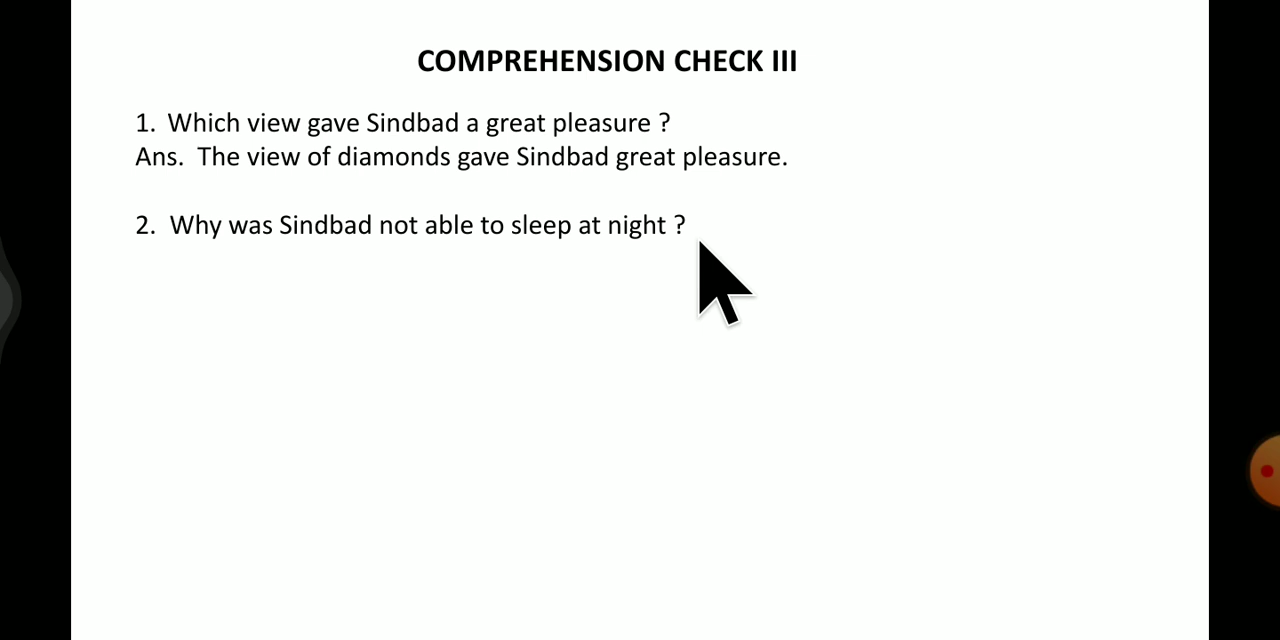 COMPREHENSION CHECK III
1. Which view gave Sindbad a great pleasure ?
Ans. The view of diamonds gave Sindbad great pleasure.
2. Why was Sindbad not able to sleep at night ?